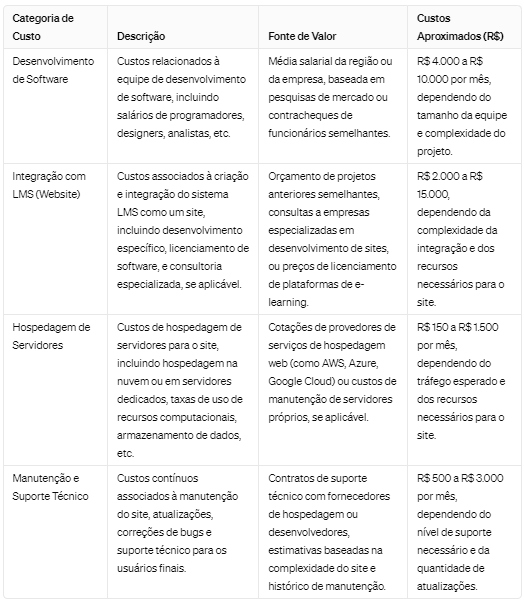 Categoria de Custo | Descrição | Fonte de Valor | Custos Aproximados (R$)
Desenvolvimento
de Software
Custos relacionados à
equipe de desenvolvimento
de software, incluindo
salários de programadores,
designers, analistas, etc.
Média salarial da região ou
da empresa, baseada em
pesquisas de mercado ou
contracheques de
funcionários semelhantes.
R$ 4.000 a R$
10.000 por mês,
dependendo do
tamanho da equipe
e complexidade do
projeto.
Integração com
LMS (Website)
Custos associados à criação
e integração do sistema
LMS como um site,
incluindo desenvolvimento
específico, licenciamento de
software, e consultoria
especializada, se aplicável.
Orçamento de projetos
anteriores semelhantes,
consultas a empresas
especializadas em
desenvolvimento de sites,
ou preços de licenciamento
de plataformas de e-
learning.
R$ 2.000 a R$
15.000,
dependendo da
complexidade da
integração e dos
recursos
necessários para o
site.
Hospedagem de
Servidores
Custos de hospedagem de
servidores para o site,
incluindo hospedagem na
nuvem ou em servidores
dedicados, taxas de uso de
recursos computacionais,
armazenamento de dados,
etc.
Cotações de provedores de
serviços de hospedagem
web (como AWS, Azure,
Google Cloud) ou custos de
manutenção de servidores
próprios, se aplicável.
R$ 150 a R$ 1.500
por mês,
dependendo do
tráfego esperado e
dos recursos
necessários para o
site.
Manutenção e
Suporte Técnico
Custos contínuos
associados à manutenção
do site, atualizações,
correções de bugs e
suporte técnico para os
usuários finais.
Contratos de suporte
técnico com fornecedores
de hospedagem ou
desenvolvedores,
estimativas baseadas na
complexidade do site e
histórico de manutenção.
R$ 500 a R$ 3.000
por mês,
dependendo do
nível de suporte
necessário e da
quantidade de
atualizações.